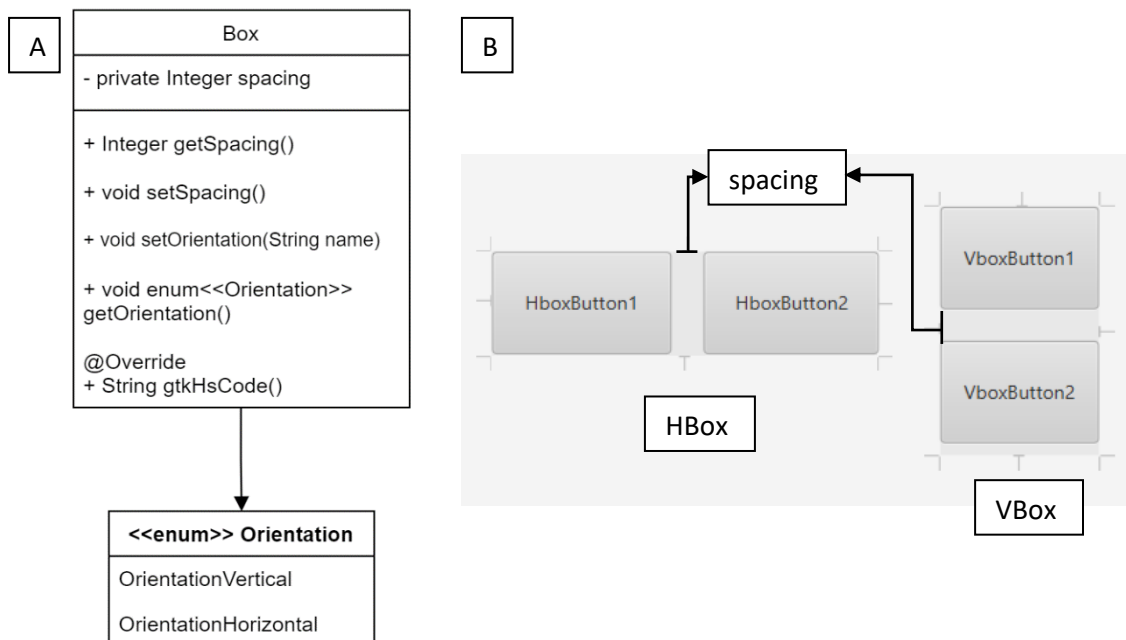 A
Box
- private Integer spacing
+ Integer getSpacing()
+ void setSpacing()
+ void setOrientation(String name)
+ void enum<<Orientation>>
getOrientation()
@Override
+ String gtkHsCode()
<<enum>> Orientation
OrientationVertical
OrientationHorizontal
B
spacing
HboxButton1
HboxButton2
HBox
VboxButton1
VboxButton2
VBox